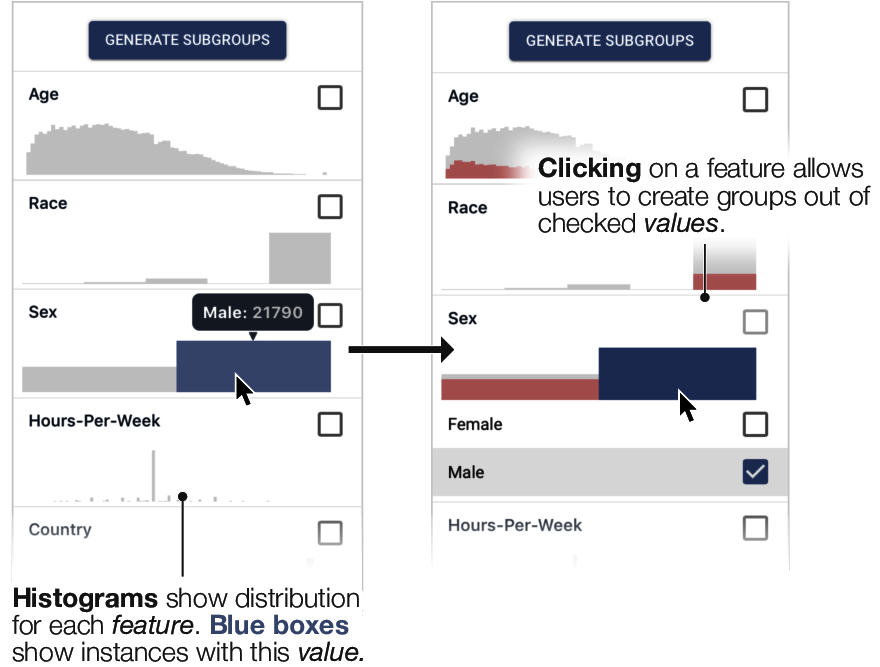 GENERATE SUBGROUPS
Age
Race
Sex
Male: 21790
Hours-Per-Week
Country
Histograms show distribution
for each feature. Blue boxes
show instances with this value.
GENERATE SUBGROUPS
Age
Clicking on a feature allows
users to create groups out of
checked values.
Race
Sex
Female
Male
Hours-Per-Week